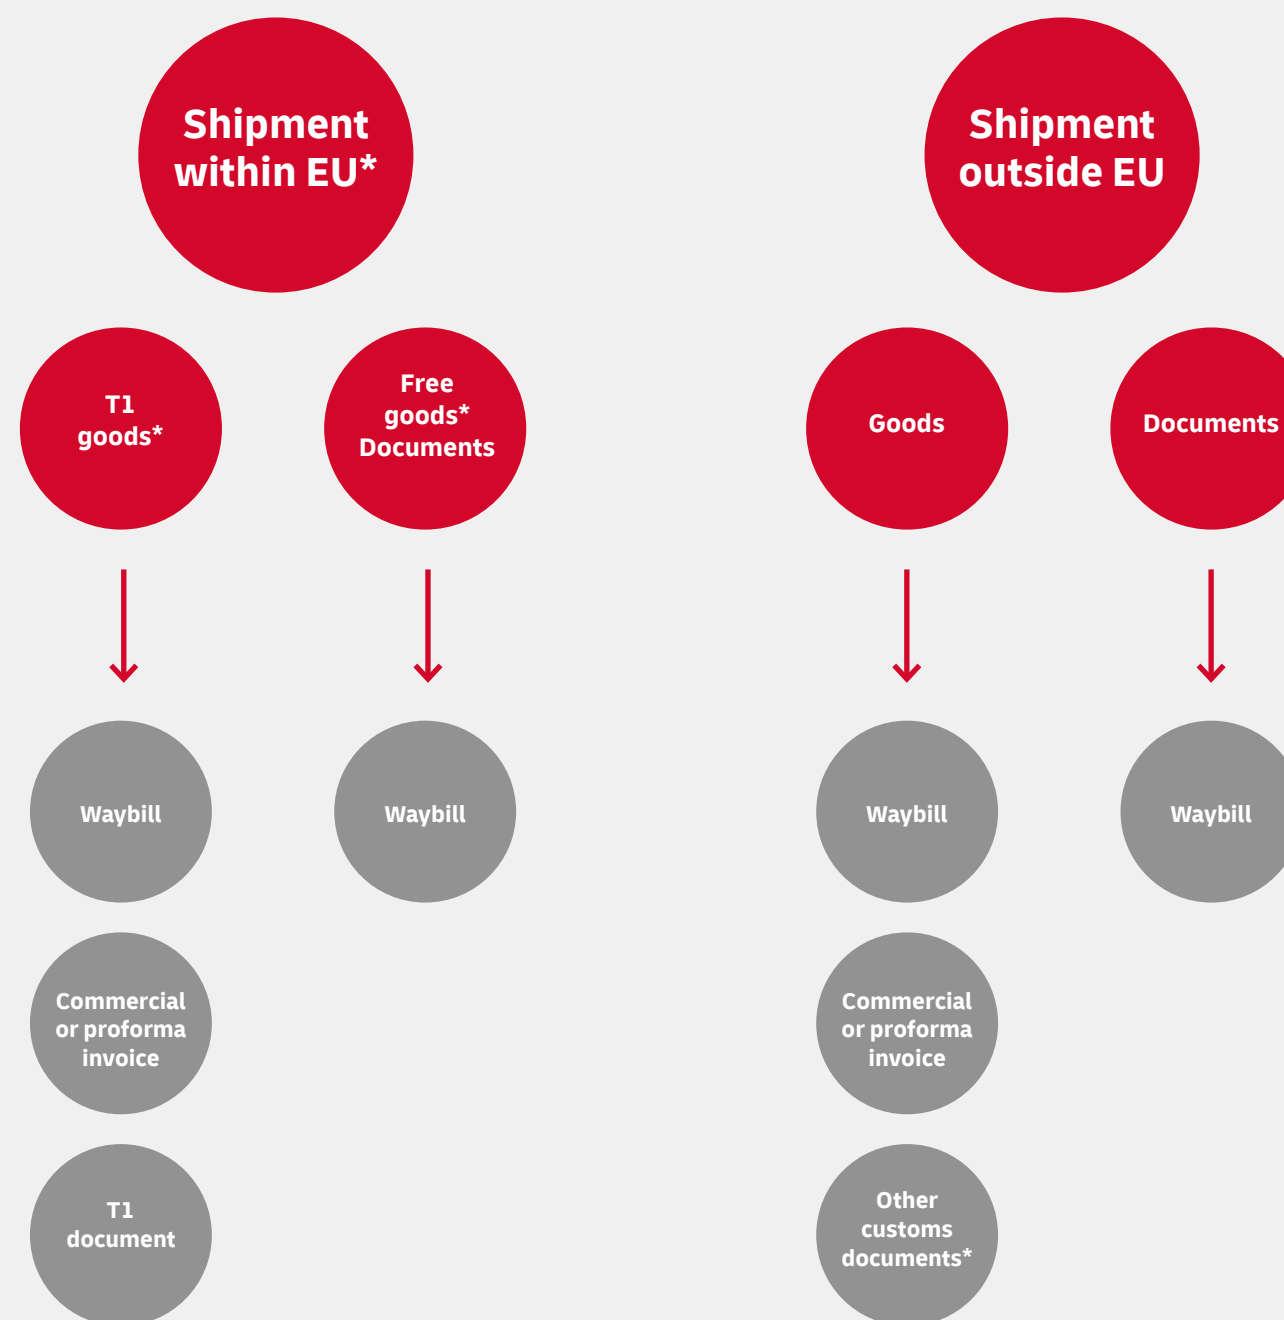 Shipment
within EU*
Shipment
outside EU
T1
goods*
Free
goods*
Documents
Goods
Documents
Waybill
Waybill
Waybill
Waybill
Commercial
or proforma
invoice
Commercial
or proforma
invoice
T1
document
Other
customs
documents*